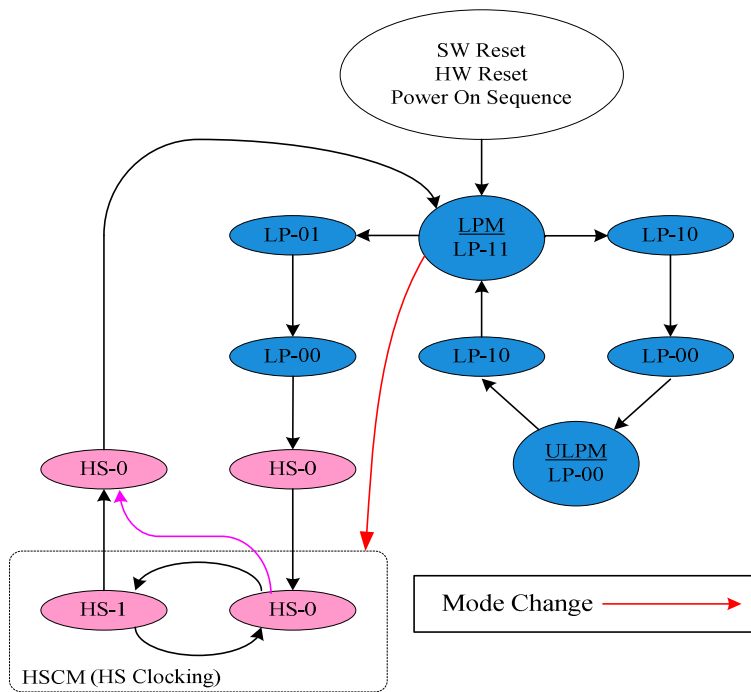 SW Reset
HW Reset
Power On Sequence
LP-01
LPM
LP-11
LP-10
LP-00
LP-10
LP-00
ULPM
LP-00
HS-0
HS-0
HS-1
HS-0
HSCM (HS Clocking)
Mode Change